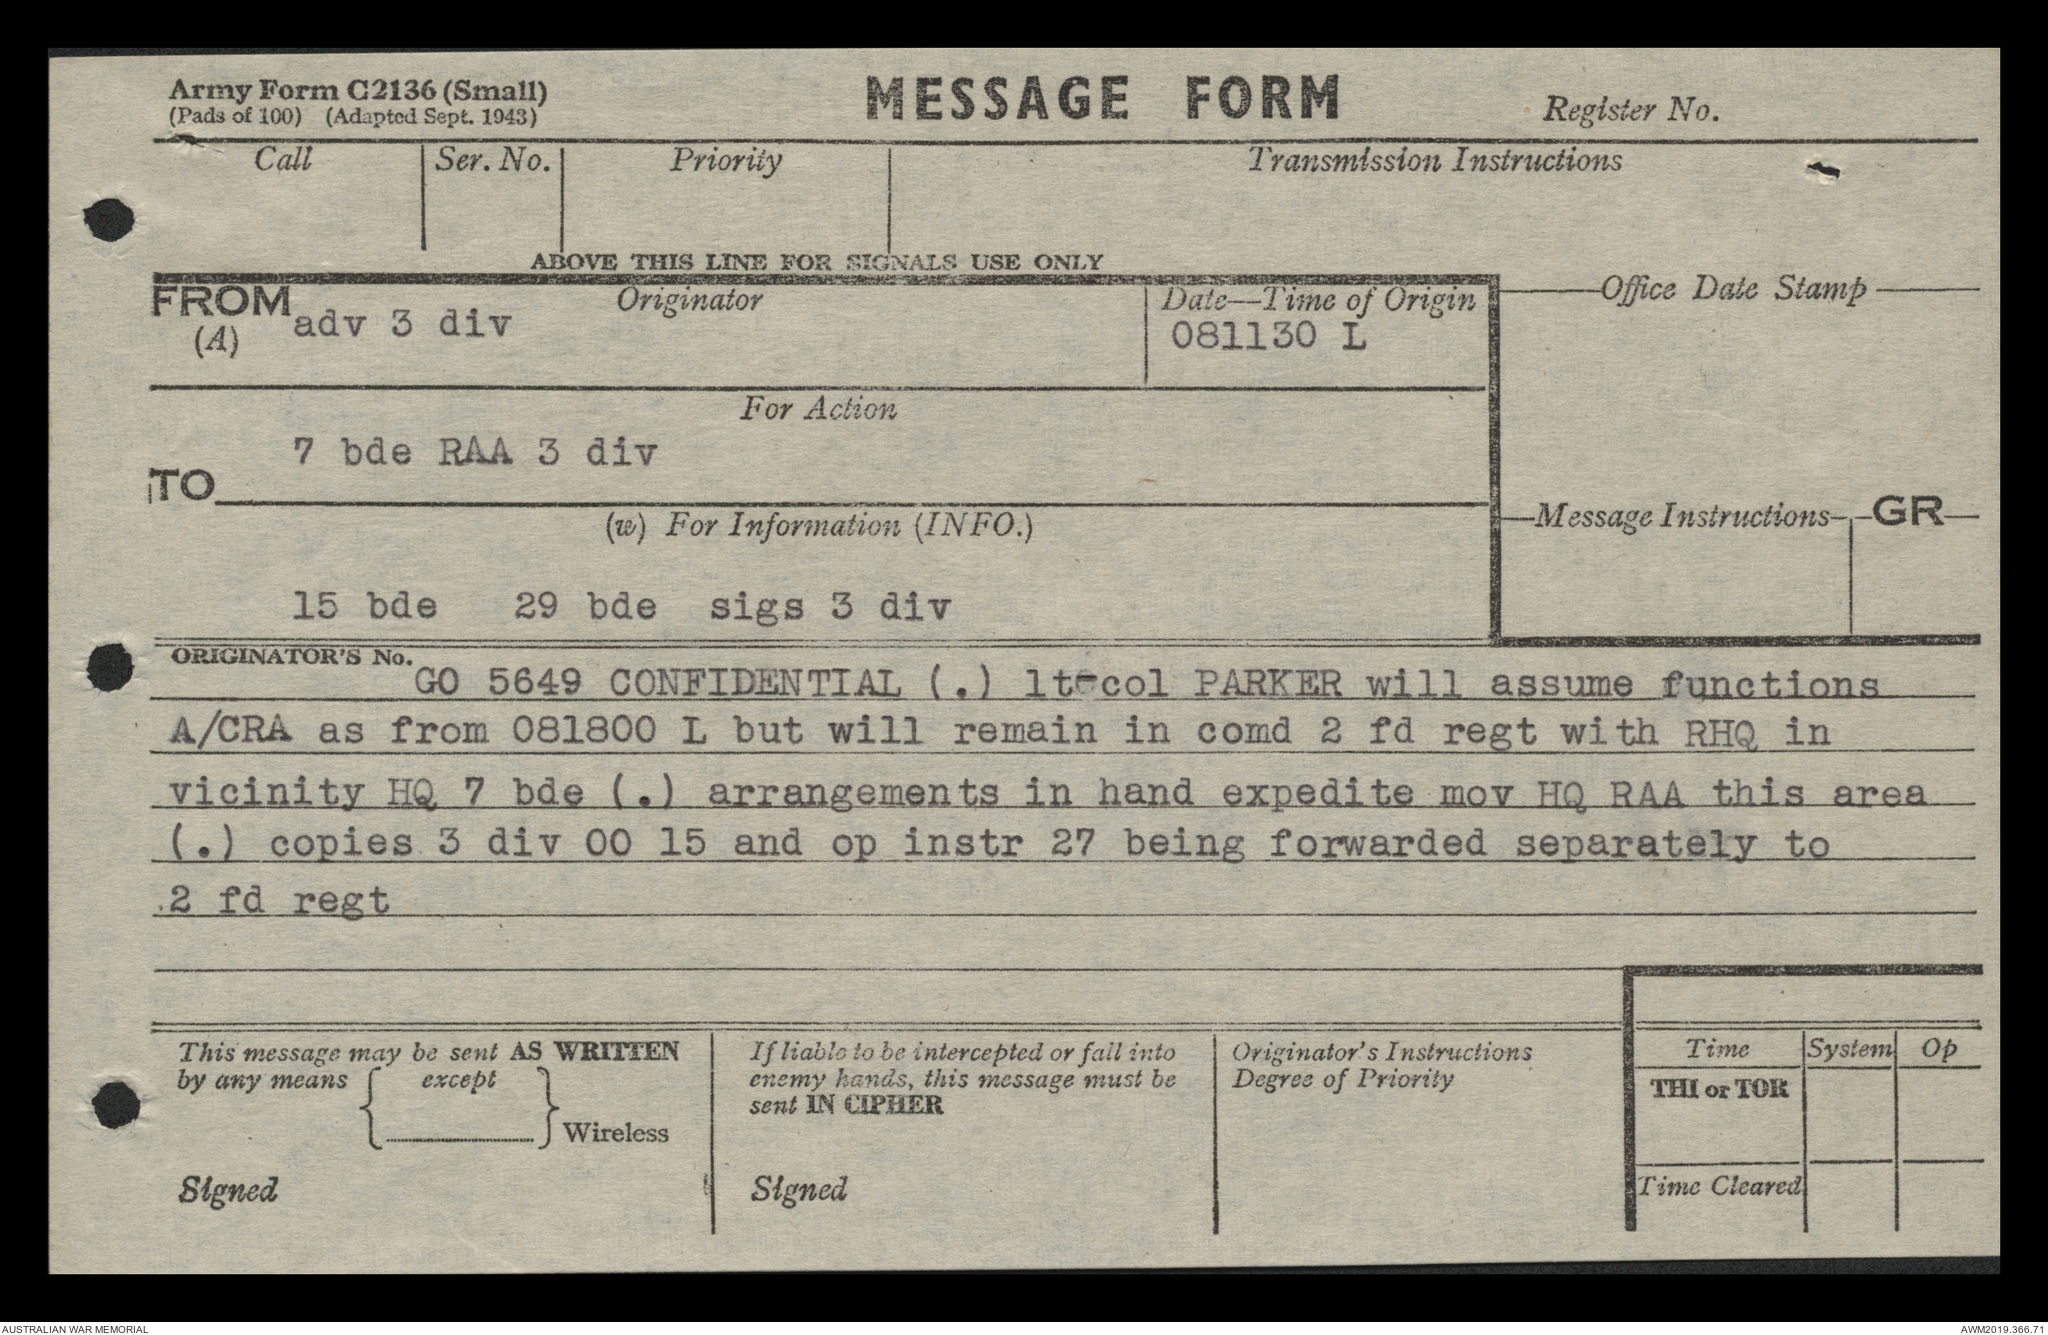 Army Form C2136 (Small)
(Pads of 100) (Adapted Sept. 1943)
MESSAGE FORM
Register No.
Call
Ser. No.
Priority
Transmission Instructions
ABOVE THIS LINE FOR SIGNALS USE ONLY
FROM
(A)
Originator
adv 3 div
Date—Time of Origin
081130 L
Office Date Stamp
For Action
7 bde RAA 3 div
TO
(w) For Information (INFO.)
Message Instructions
GR
15 bde 29 bde sigs 3 div
ORIGINATOR'S No.
GO 5649 CONFIDENTIAL (.) lt-col PARKER will assume functions
A/CRA as from 081800 L but will remain in comd 2 fd regt with RHQ in
vicinity HQ 7 bde (.) arrangements in hand expedite mov HQ RAA this area
(.) copies 3 div OO 15 and op instr 27 being forwarded separately to
2 fd regt
This message may be sent AS WRITTEN
by any means { except
} Wireless
Signed
If liable to be intercepted or fall into
enemy hands, this message must be
sent IN CIPHER
Signed
Originator's Instructions
Degree of Priority
Time
System
Op
THI or TOR
Time Cleared
AUSTRALIAN WAR MEMORIAL
AWM2019.366.71